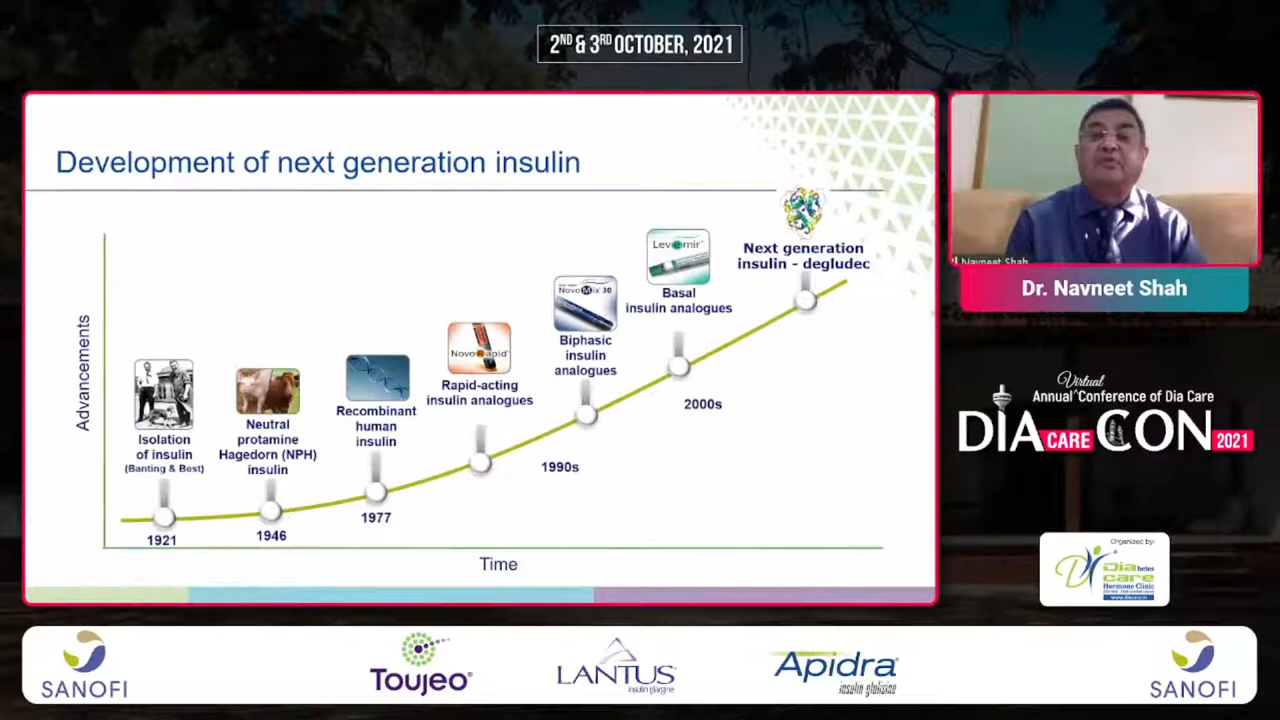 2ND & 3RD OCTOBER, 2021
Development of next generation insulin
Advancements
Time
Isolation
of insulin
(Banting & Best)
1921
Neutral
protamine
Hagedorn (NPH)
insulin
1946
Recombinant
human
insulin
1977
NovoRapid
Rapid-acting
insulin analogues
1990s
NovoMix 30
Biphasic
insulin
analogues
Levemir
Basal
insulin analogues
2000s
Next generation
insulin - degludec
Navneet Shah
Dr. Navneet Shah
Virtual
Annual^Conference of Dia Care
DIA CARE CON 2021
Organized by:
Diabetes
care
Hormone Clinic
SANOFI
Toujeo®
LANTUS®
insulin glargine
Apidra®
insulin glulisine
SANOFI